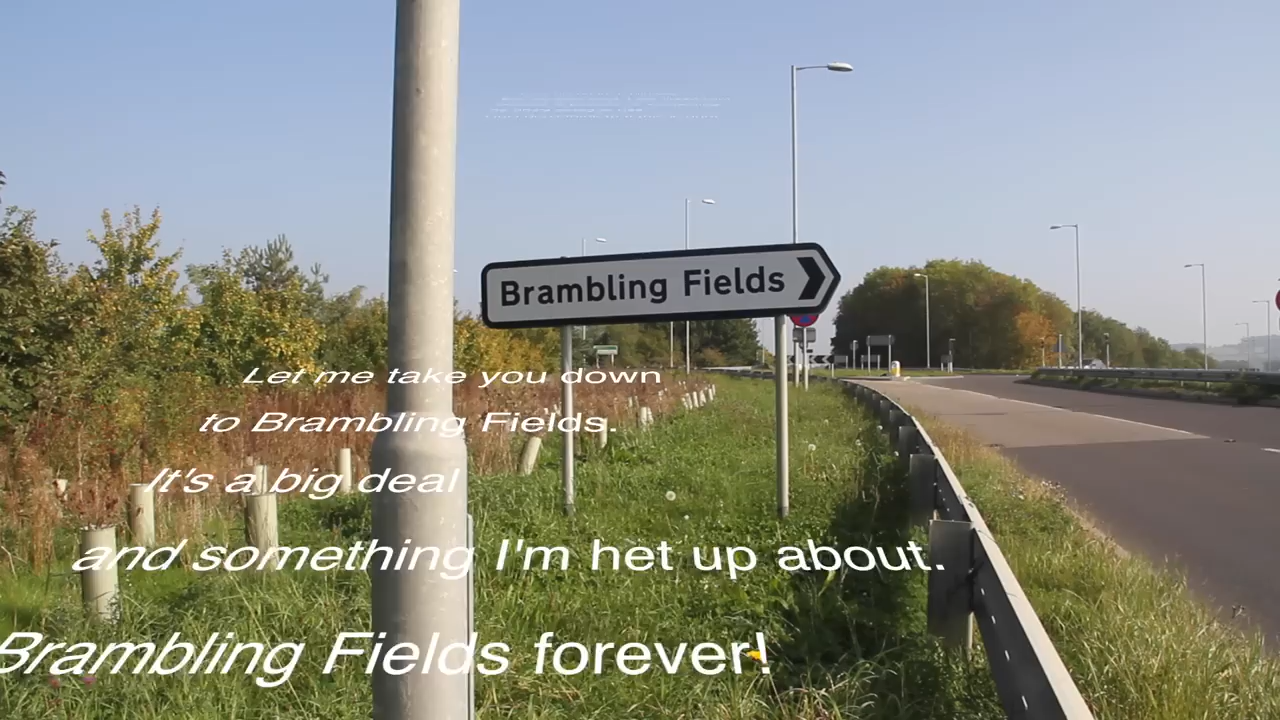 Brambling Fields
Let me take you down
to Brambling Fields.
It's a big deal
and something I'm het up about.
Brambling Fields forever!